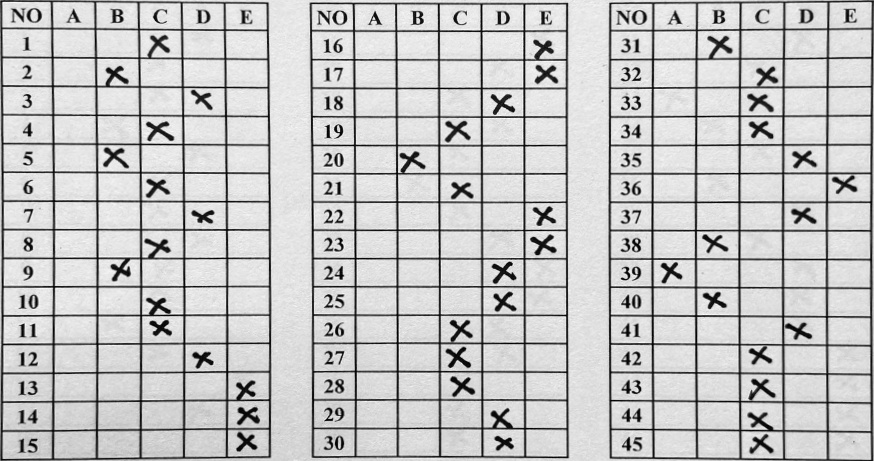 NO A B C D E
1 X
2 X
3 X
4 X
5 X
6 X
7 X
8 X
9 X
10 X
11 X
12 X
13 X
14 X
15 X
NO A B C D E
16 X
17 X
18 X
19 X
20 X
21 X
22 X
23 X
24 X
25 X
26 X
27 X
28 X
29 X
30 X
NO A B C D E
31 X
32 X
33 X
34 X
35 X
36 X
37 X
38 X
39 X
40 X
41 X
42 X
43 X
44 X
45 X